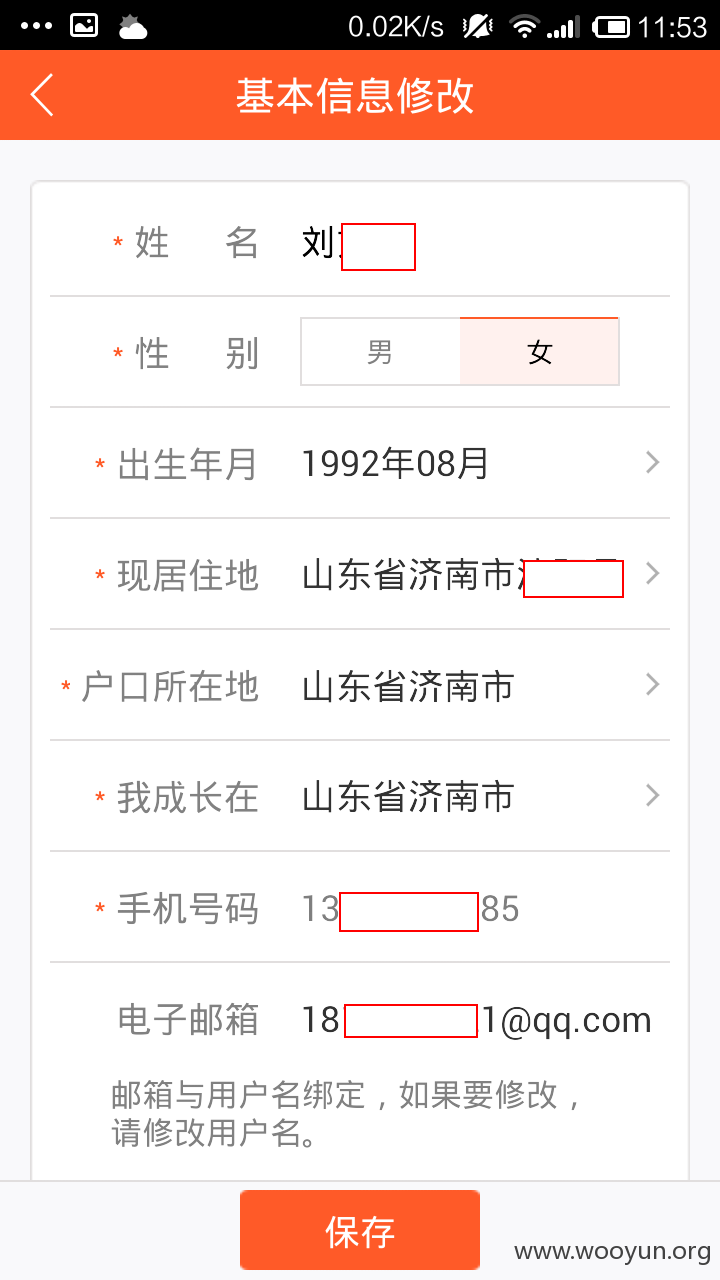 0.02K/s 11:53
基本信息修改
* 姓 名 刘
* 性 别 男 女
* 出生年月 1992年08月
* 现居住地 山东省济南市
* 户口所在地 山东省济南市
* 我成长在 山东省济南市
* 手机号码 13 85
电子邮箱 18 1@qq.com
邮箱与用户名绑定，如果要修改，
请修改用户名。
保存
www.wooyun.org